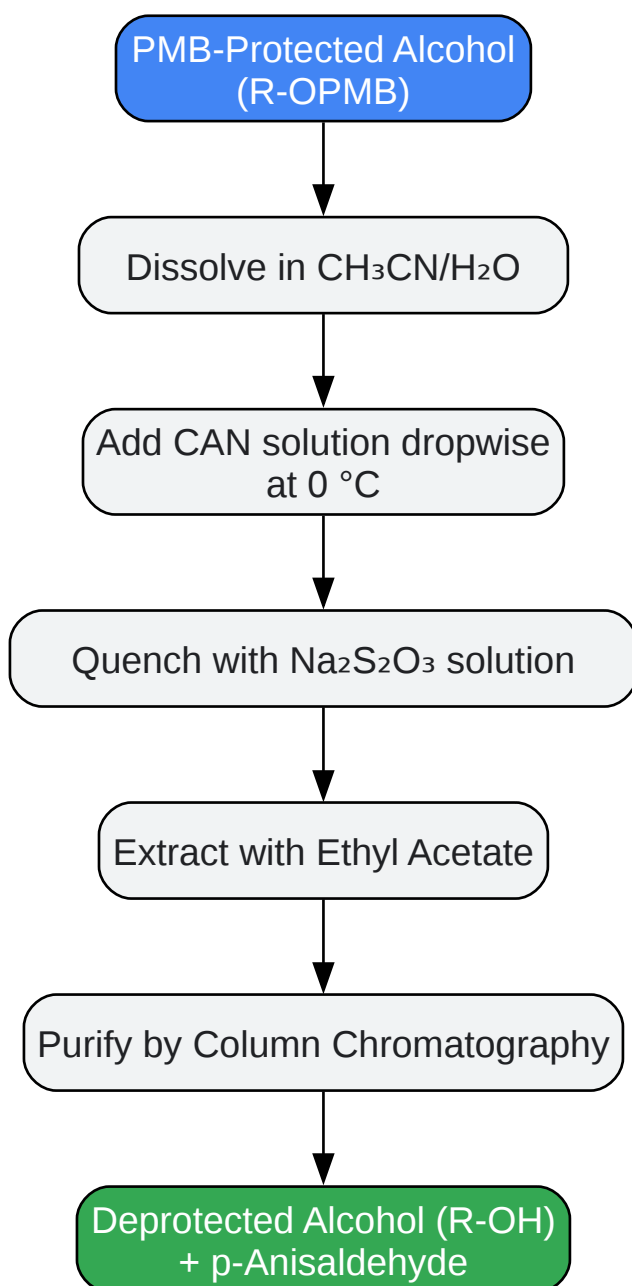 PMB-Protected Alcohol
(R-OPMB)
Dissolve in CH₃CN/H₂O
Add CAN solution dropwise
at 0 °C
Quench with Na₂S₂O₃ solution
Extract with Ethyl Acetate
Purify by Column Chromatography
Deprotected Alcohol (R-OH)
+ p-Anisaldehyde